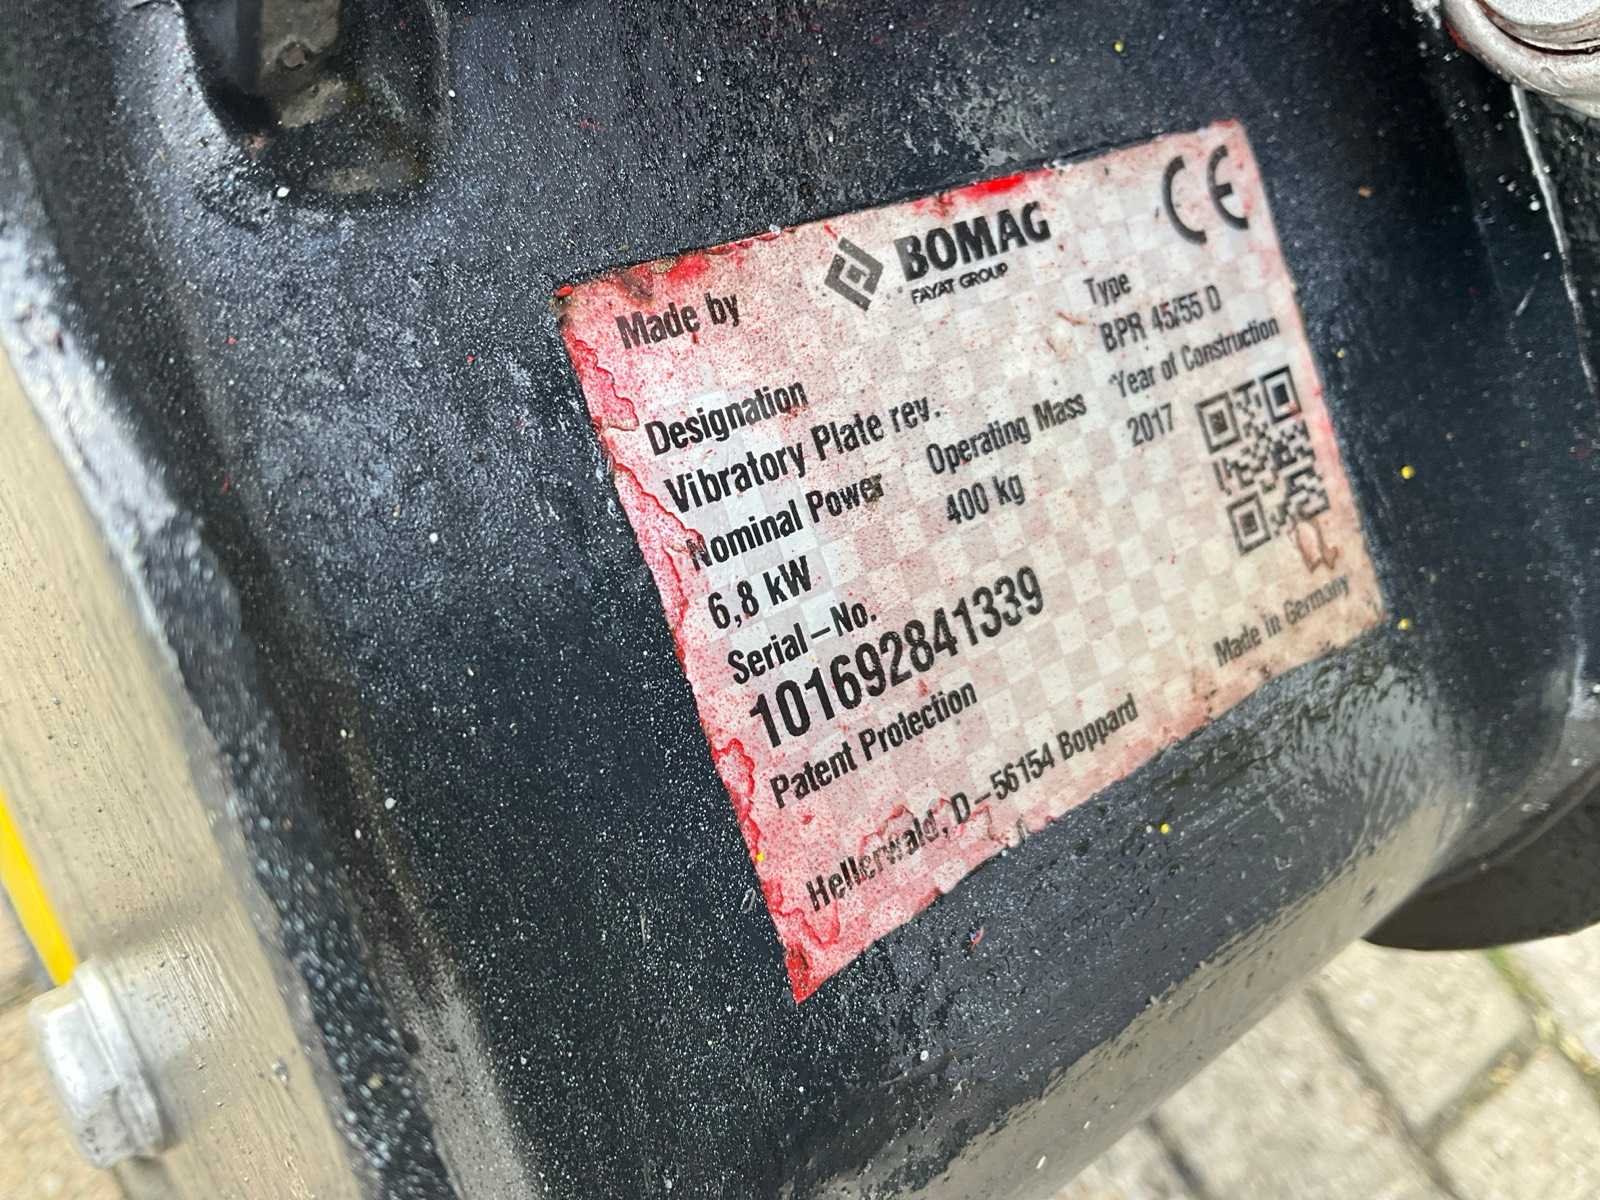 Made by
BOMAG
FAYAT GROUP
CE
Type
BPR 45/55 D
Designation
Vibratory Plate rev.
Nominal Power Operating Mass Year of Construction
6,8 kW 400 kg 2017
Serial-No.
101692841339
Patent Protection
Made in Germany
Hellerwald, D-56154 Boppard